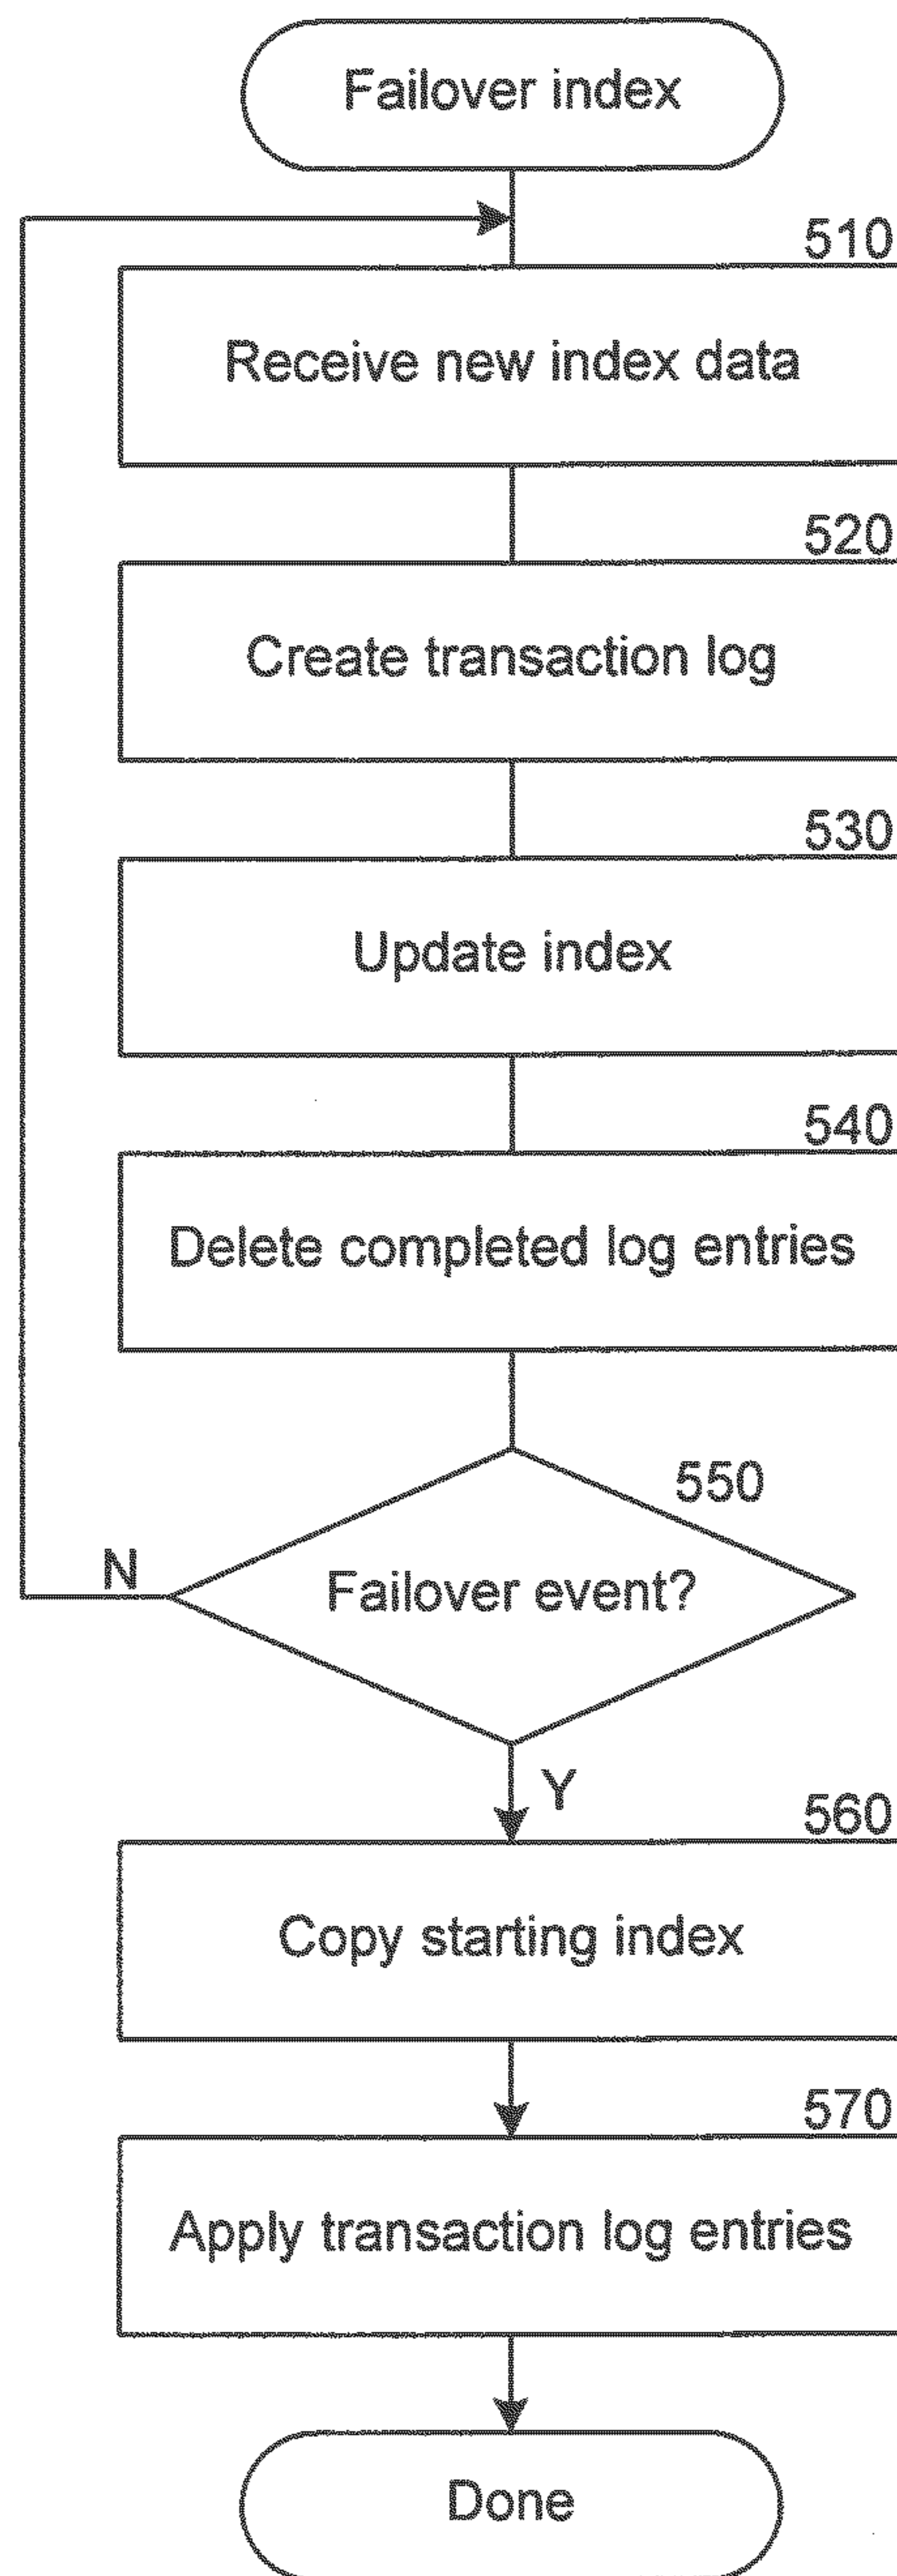 Failover index
510
Receive new index data
520
Create transaction log
530
Update index
540
Delete completed log entries
550
Failover event?
N
Y
560
Copy starting index
570
Apply transaction log entries
Done